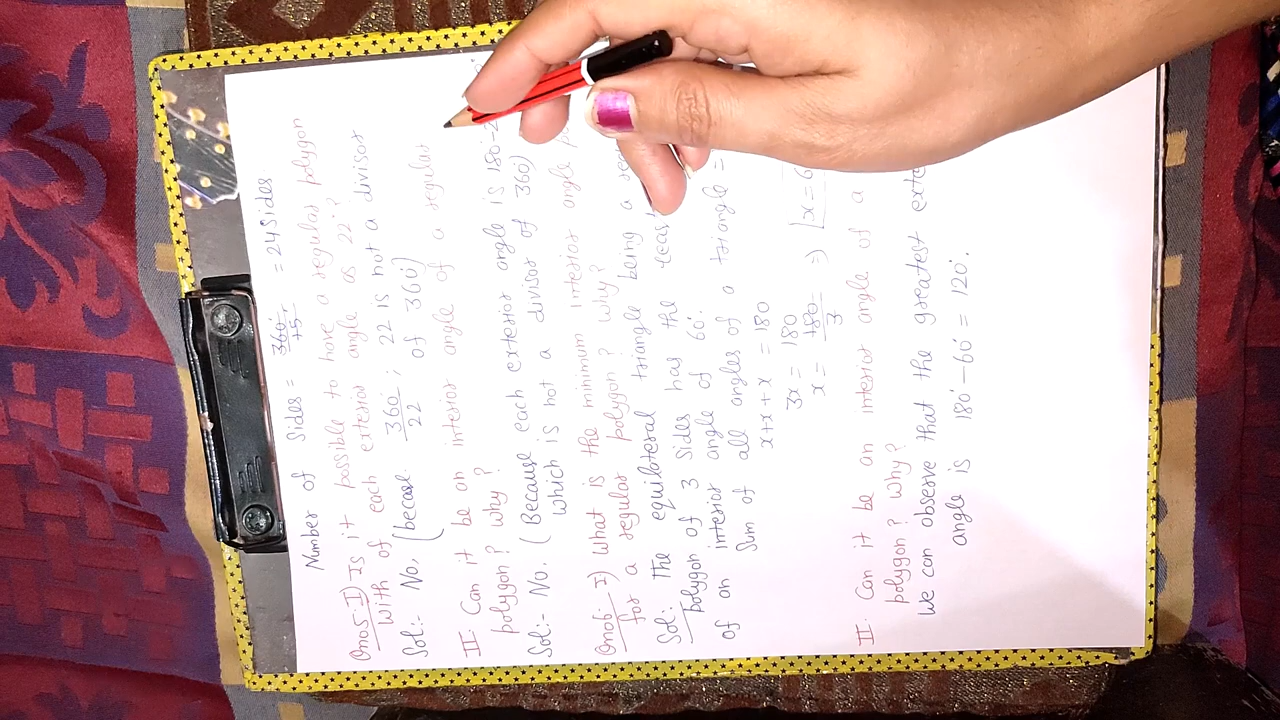 Number of sides = 360°/15 = 24 sides
Qno5. I) Is it possible to have a regular polygon
with of each exterior angle as 22°?
Sol:- No. (becase 360°/22 ; 22 is not a divisor
of 360°)
II. Can it be an interior angle of a regular
polygon? why?
Sol:- No. (Because each exterior angle is 180°-2
which is not a divisor of 360)
Qno6:- I) What is the minimum interior angle
for a regular polygon? why?
Sol: The equilateral triangle being a
polygon of 3 sides has the least
of an interior angle of 60°.
Sum of all angles of a triangle =
x+x+x = 180
3x = 180
x = 180/3 => x=6
II. Can it be an interior angle of a
polygon? why?
We can observe that the greatest
angle is 180°-60° = 120°.